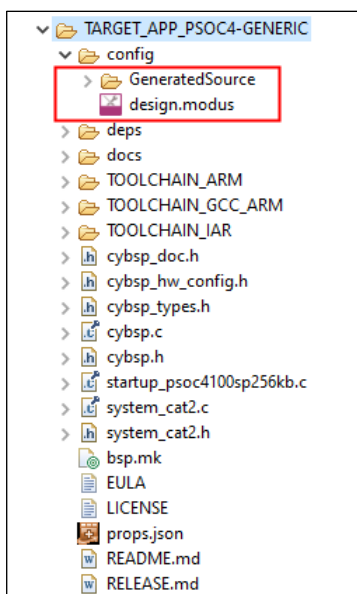 TARGET_APP_PSOC4-GENERIC
config
GeneratedSource
design.modus
deps
docs
TOOLCHAIN_ARM
TOOLCHAIN_GCC_ARM
TOOLCHAIN_IAR
cybsp_doc.h
cybsp_hw_config.h
cybsp_types.h
cybsp.c
cybsp.h
startup_psoc4100sp256kb.c
system_cat2.c
system_cat2.h
bsp.mk
EULA
LICENSE
props.json
README.md
RELEASE.md